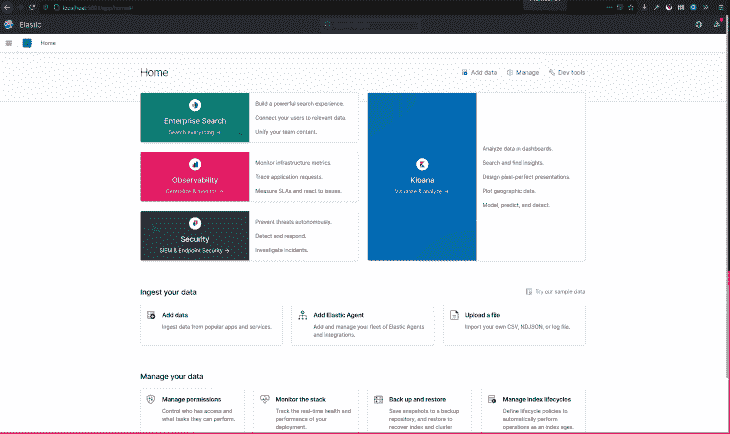 Elastic
Home
Home
Add data
Manage
Dev tools
Enterprise Search
Search everything →
Build a powerful search experience.
Connect your users to relevant data.
Unify your team content.
Observability
Centralize & monitor →
Monitor infrastructure metrics.
Trace application requests.
Measure SLAs and react to issues.
Security
SIEM & Endpoint Security →
Prevent threats autonomously.
Detect and respond.
Investigate incidents.
Kibana
Visualize & analyze →
Analyze data in dashboards.
Search and find insights.
Design pixel-perfect presentations.
Plot geographic data.
Model, predict, and detect.
Ingest your data
Try our sample data
Add data
Ingest data from popular apps and services.
Add Elastic Agent
Add and manage your fleet of Elastic Agents
and integrations.
Upload a file
Import your own CSV, NDJSON, or log file.
Manage your data
Manage permissions
Control who has access and
what tasks they can perform.
Monitor the stack
Track the real-time health and
performance of your
deployment.
Back up and restore
Save snapshots to a backup
repository, and restore to
recover index and cluster
Manage index lifecycles
Define lifecycle policies to
automatically perform
operations as an index ages.